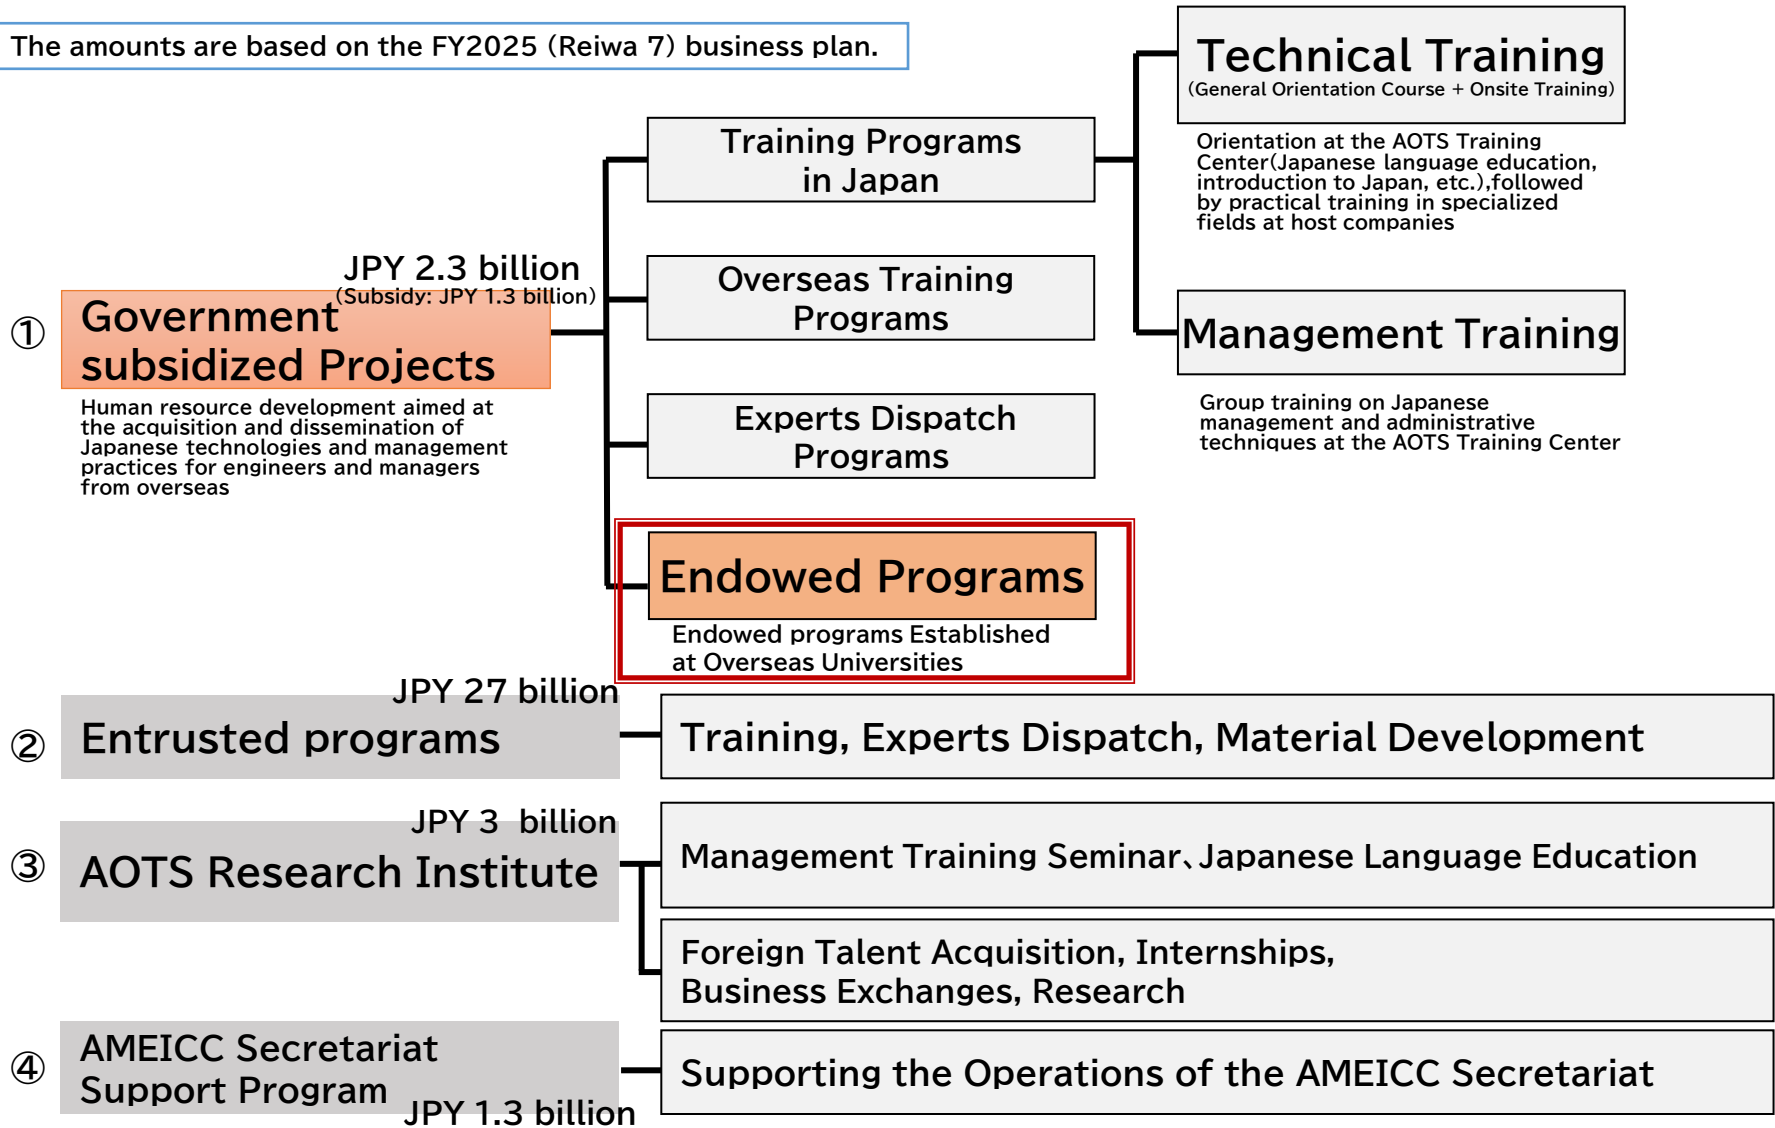 The amounts are based on the FY2025 (Reiwa 7) business plan.
Technical Training
(General Orientation Course + Onsite Training)
Orientation at the AOTS Training
Center(Japanese language education,
introduction to Japan, etc.),followed
by practical training in specialized
fields at host companies
Training Programs
in Japan
Overseas Training
Programs
Management Training
Group training on Japanese
management and administrative
techniques at the AOTS Training Center
JPY 2.3 billion
(Subsidy: JPY 1.3 billion)
①
Government
subsidized Projects
Human resource development aimed at
the acquisition and dissemination of
Japanese technologies and management
practices for engineers and managers
from overseas
Experts Dispatch
Programs
Endowed Programs
Endowed programs Established
at Overseas Universities
JPY 27 billion
②
Entrusted programs
Training, Experts Dispatch, Material Development
JPY 3 billion
③
AOTS Research Institute
Management Training Seminar、Japanese Language Education
Foreign Talent Acquisition, Internships,
Business Exchanges, Research
④
AMEICC Secretariat
Support Program
JPY 1.3 billion
Supporting the Operations of the AMEICC Secretariat